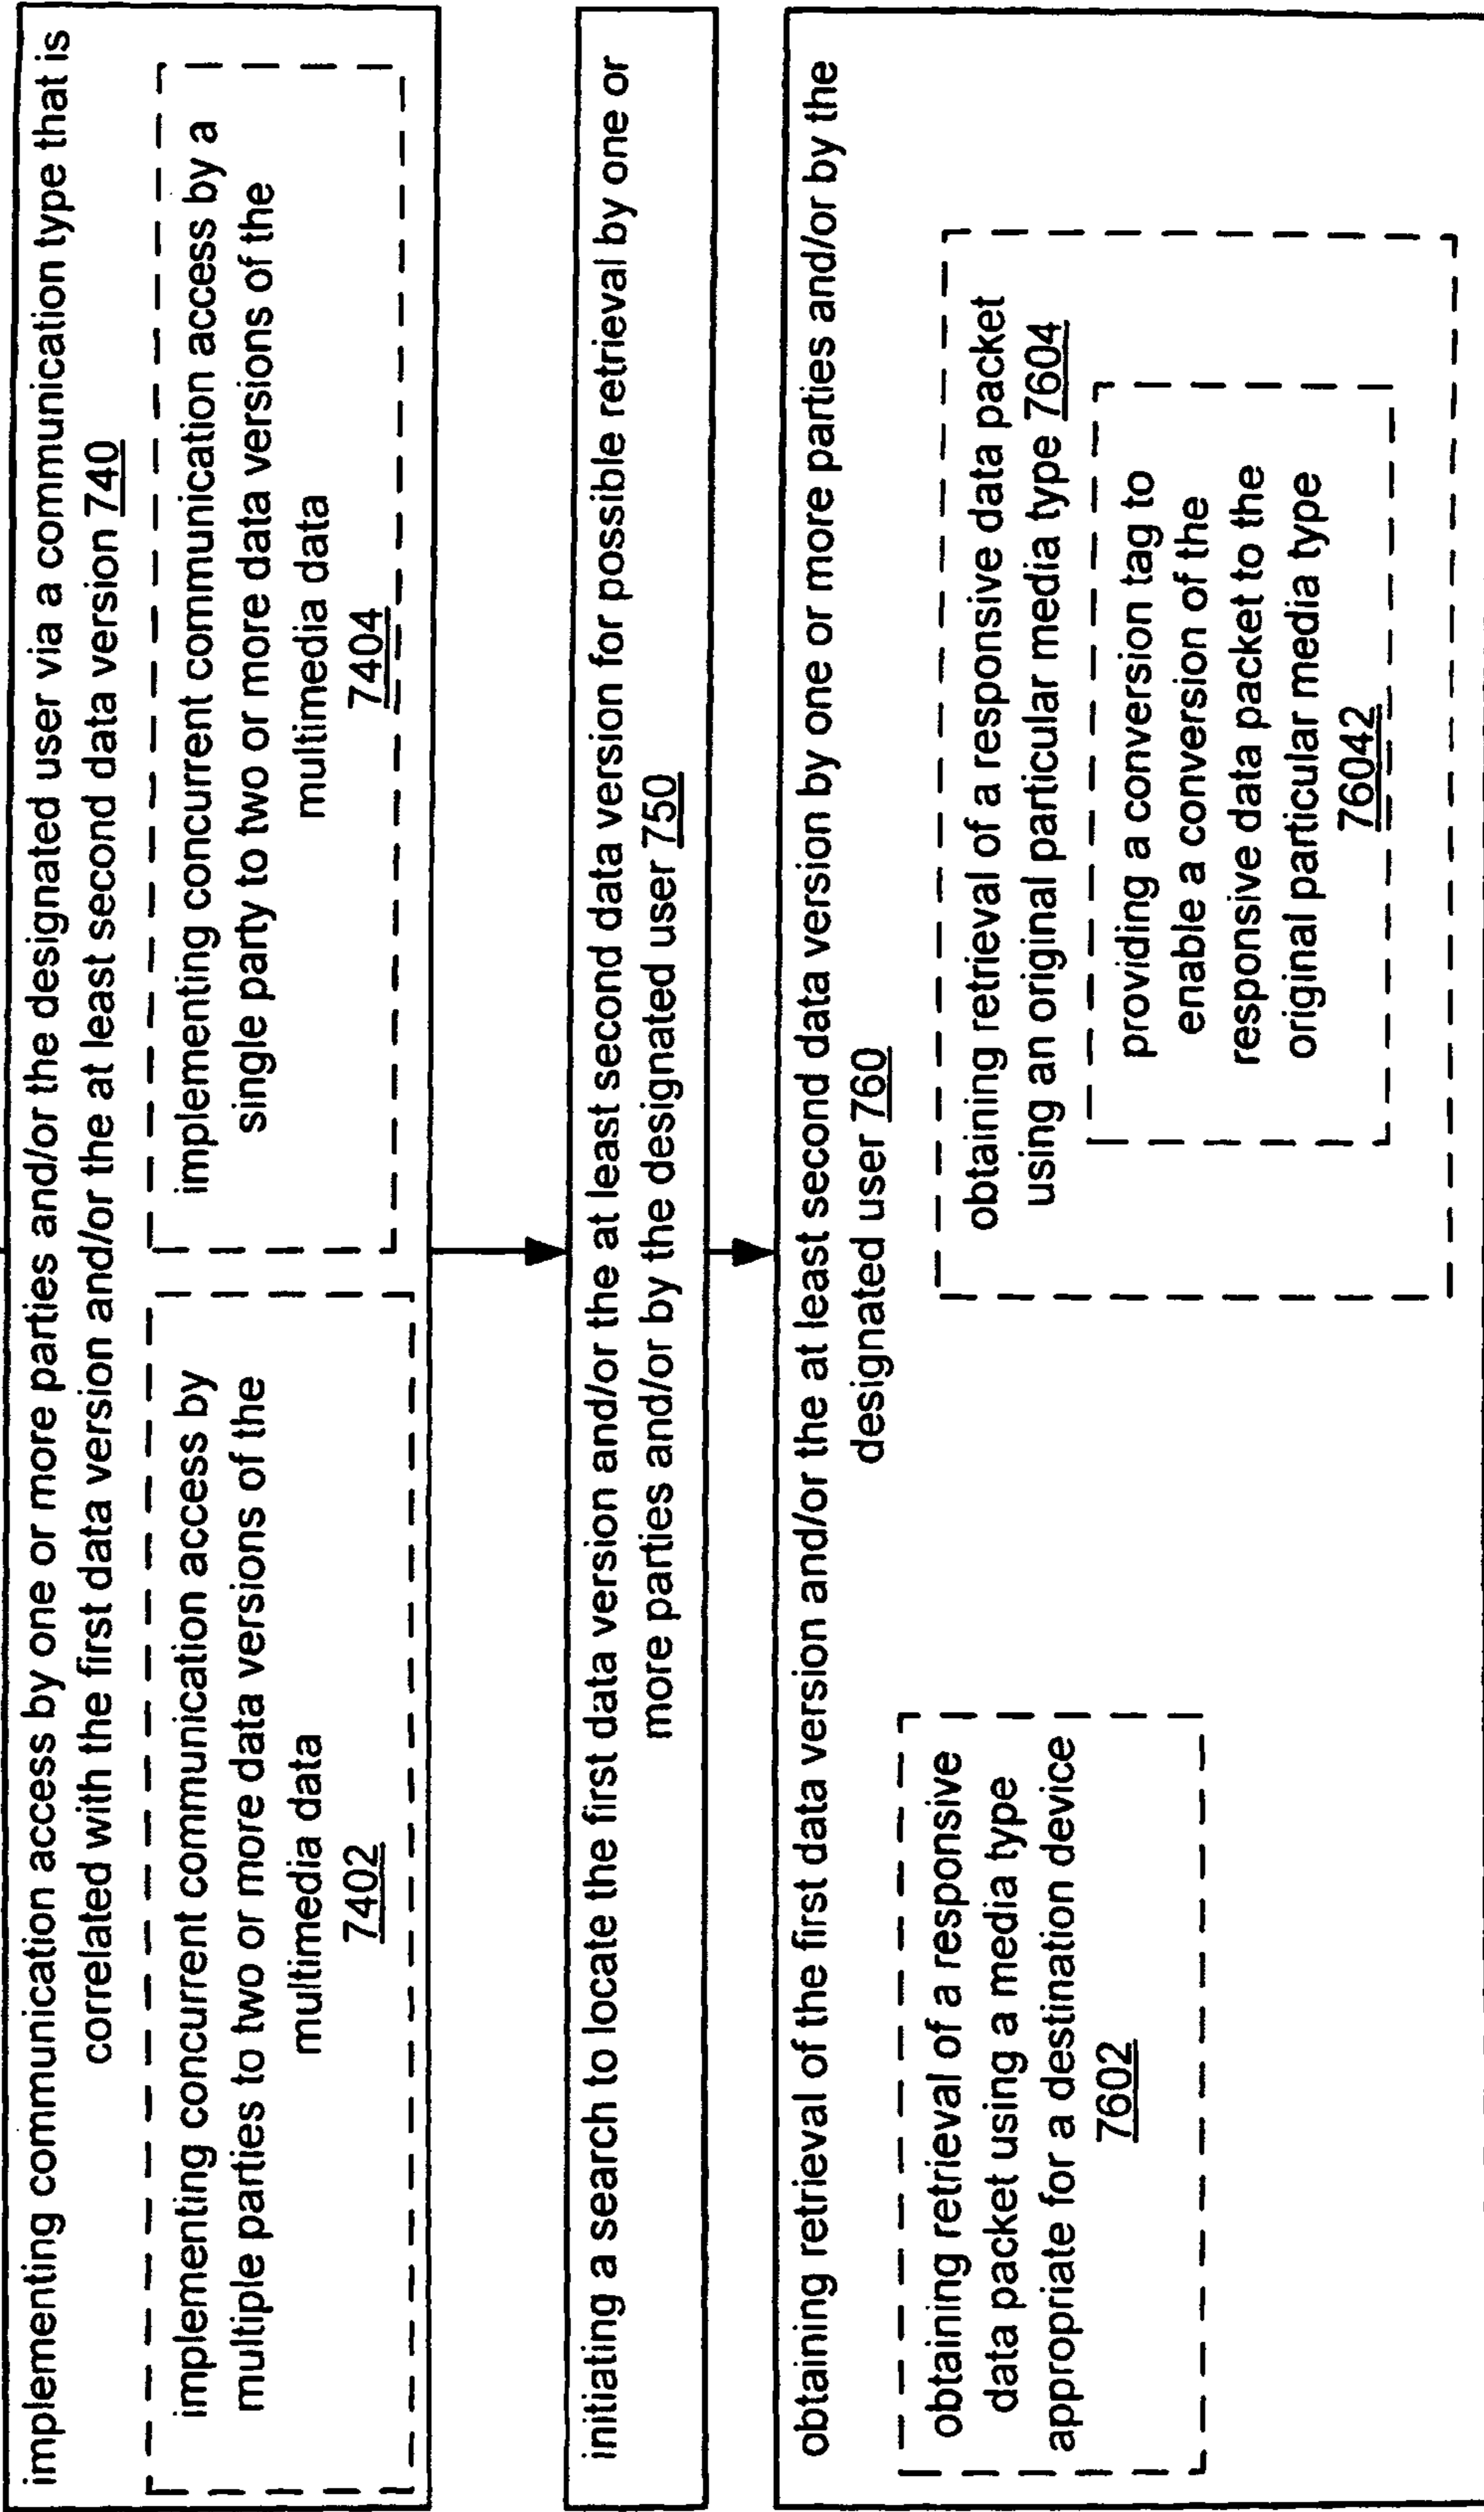 implementing communication access by one or more parties and/or the designated user via a communication type that is
correlated with the first data version and/or the at least second data version 740
implementing concurrent communication access by
multiple parties to two or more data versions of the
multimedia data
7402
implementing concurrent communication access by a
single party to two or more data versions of the
multimedia data
7404
initiating a search to locate the first data version and/or the at least second data version for possible retrieval by one or
more parties and/or by the designated user 750
obtaining retrieval of the first data version and/or the at least second data version by one or more parties and/or by the
designated user 760
obtaining retrieval of a responsive
data packet using a media type
appropriate for a destination device
7602
obtaining retrieval of a responsive data packet
using an original particular media type 7604
providing a conversion tag to
enable a conversion of the
responsive data packet to the
original particular media type
76042